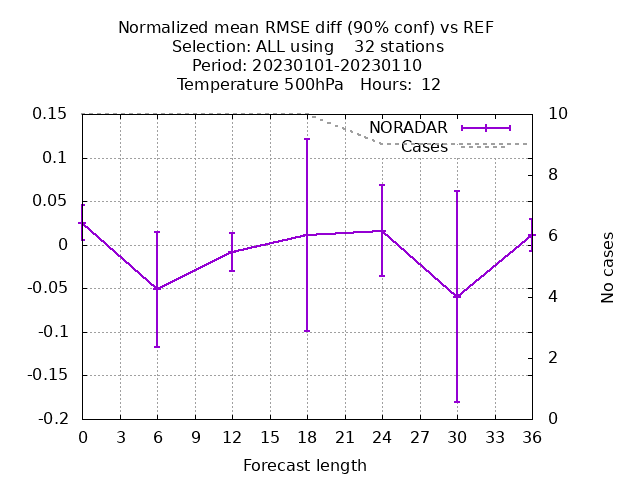 Normalized mean RMSE diff (90% conf) vs REF
Selection: ALL using    32 stations
Period: 20230101-20230110
Temperature 500hPa   Hours:  12
0.15
0.1
0.05
0
-0.05
-0.1
-0.15
-0.2
10
8
6
4
2
0
NORADAR
Cases
No cases
0 3 6 9 12 15 18 21 24 27 30 33 36
Forecast length